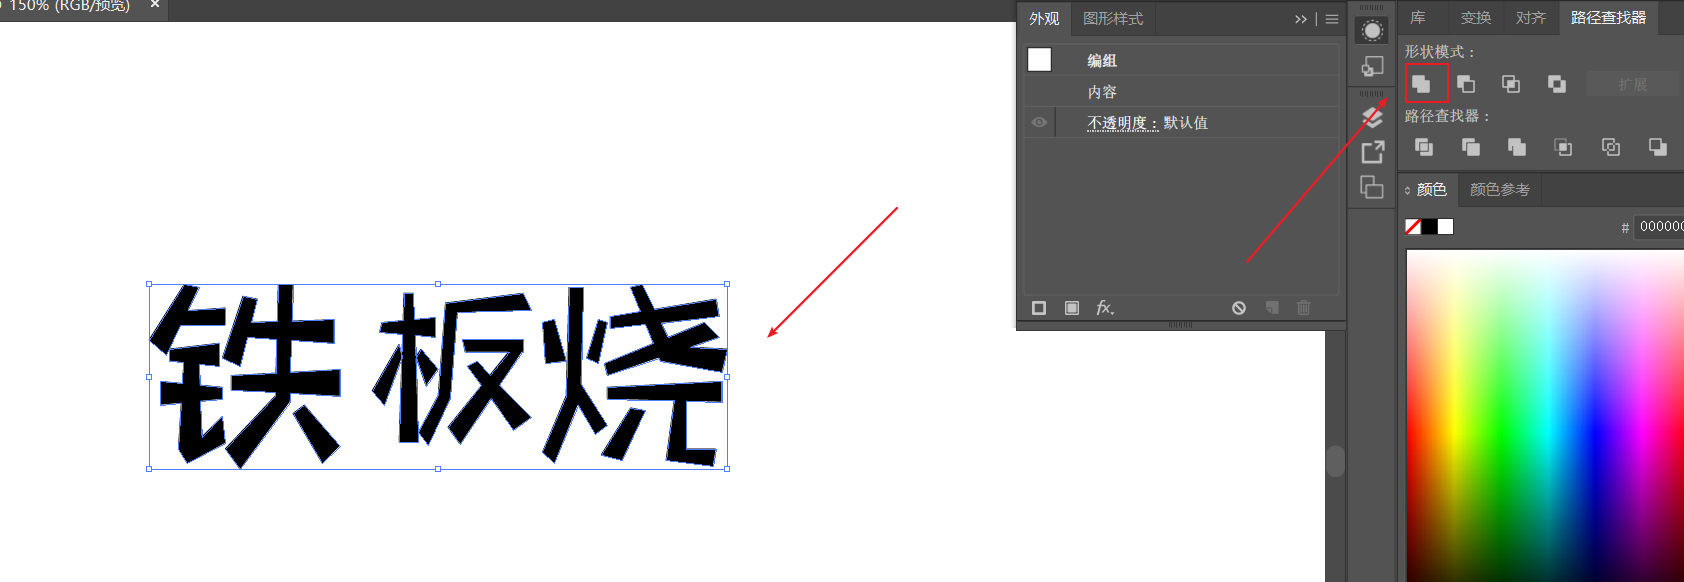 150% (RGB/预览) ×
外观 图形样式
编组
内容
不透明度： 默认值
fx
库 变换 对齐 路径查找器
形状模式：
扩展
路径查找器：
颜色 颜色参考
# 000000
铁板烧